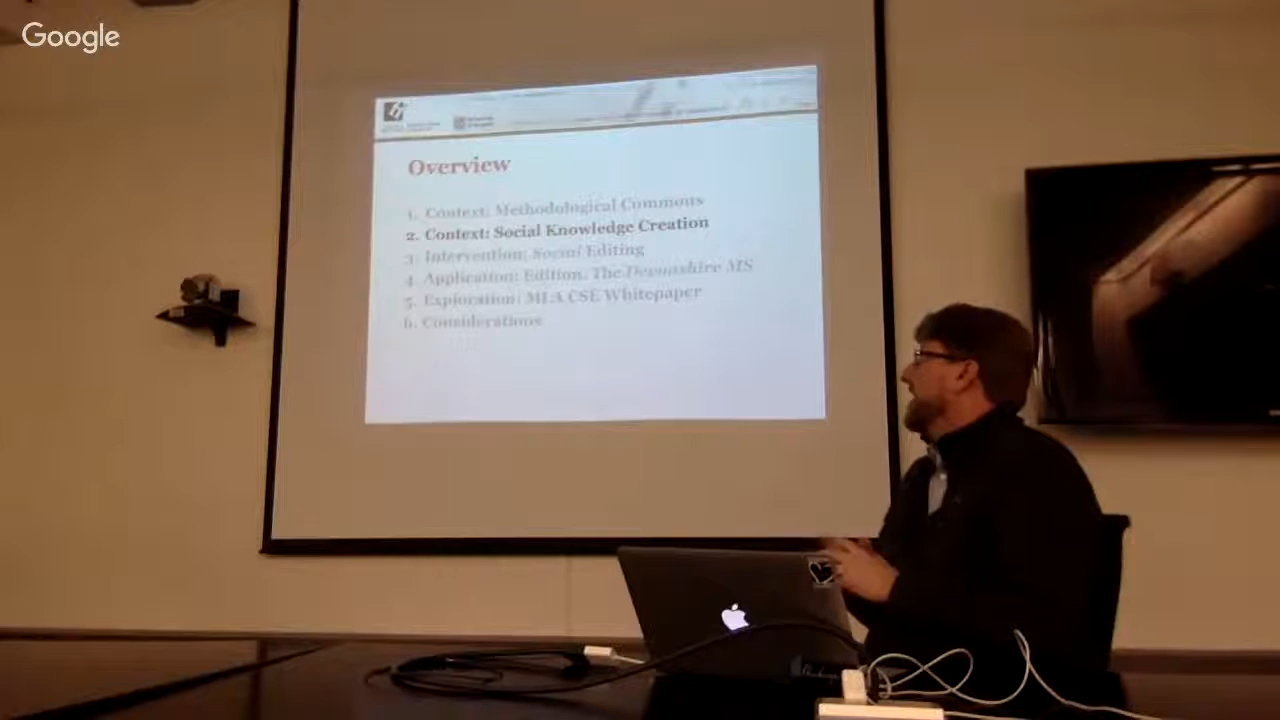 Google
Overview
1. Context: Methodological Commons
2. Context: Social Knowledge Creation
3. Intervention: Social Editing
4. Application: Edition, The Devonshire MS
5. Exploration: MLA CSE Whitepaper
6. Considerations